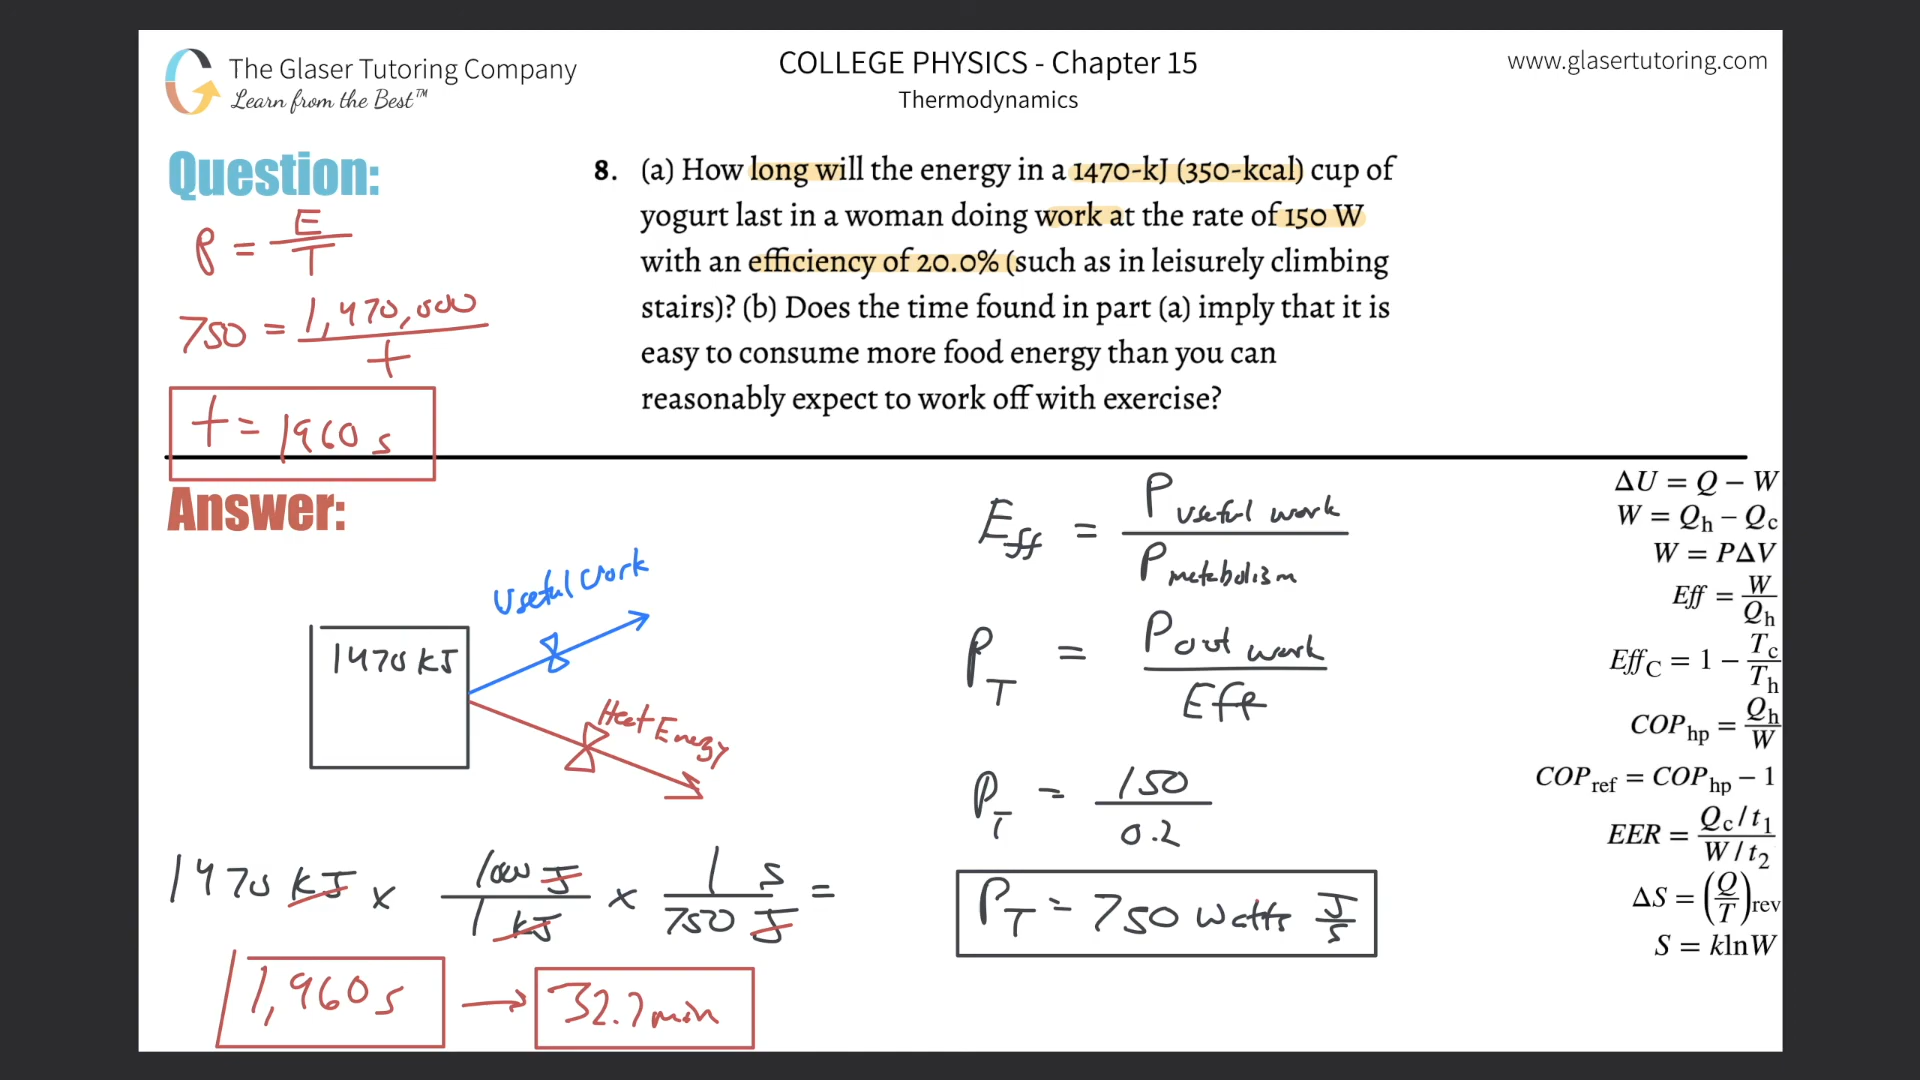 The Glaser Tutoring Company
Learn from the Best™
COLLEGE PHYSICS - Chapter 15
Thermodynamics
www.glasertutoring.com
Question:
P = E / T
750 = 1,470,000 / t
t = 1960 s
8. (a) How long will the energy in a 1470-kJ (350-kcal) cup of
yogurt last in a woman doing work at the rate of 150 W
with an efficiency of 20.0% (such as in leisurely climbing
stairs)? (b) Does the time found in part (a) imply that it is
easy to consume more food energy than you can
reasonably expect to work off with exercise?
Answer:
1470 kJ
Useful Work
Heat Energy
1470 kJ x 1000 J / 1 kJ x 1 s / 750 J =
1,960 s → 32.7 min
Eff = P useful work / P metabolism
P_T = P out work / Eff
P_T = 150 / 0.2
P_T = 750 watts J/s
ΔU = Q − W
W = Q_h − Q_c
W = PΔV
Eff = W / Q_h
Eff_C = 1 − T_c / T_h
COP_hp = Q_h / W
COP_ref = COP_hp − 1
EER = Q_c / t_1 / W / t_2
ΔS = (Q / T)_rev
S = klnW